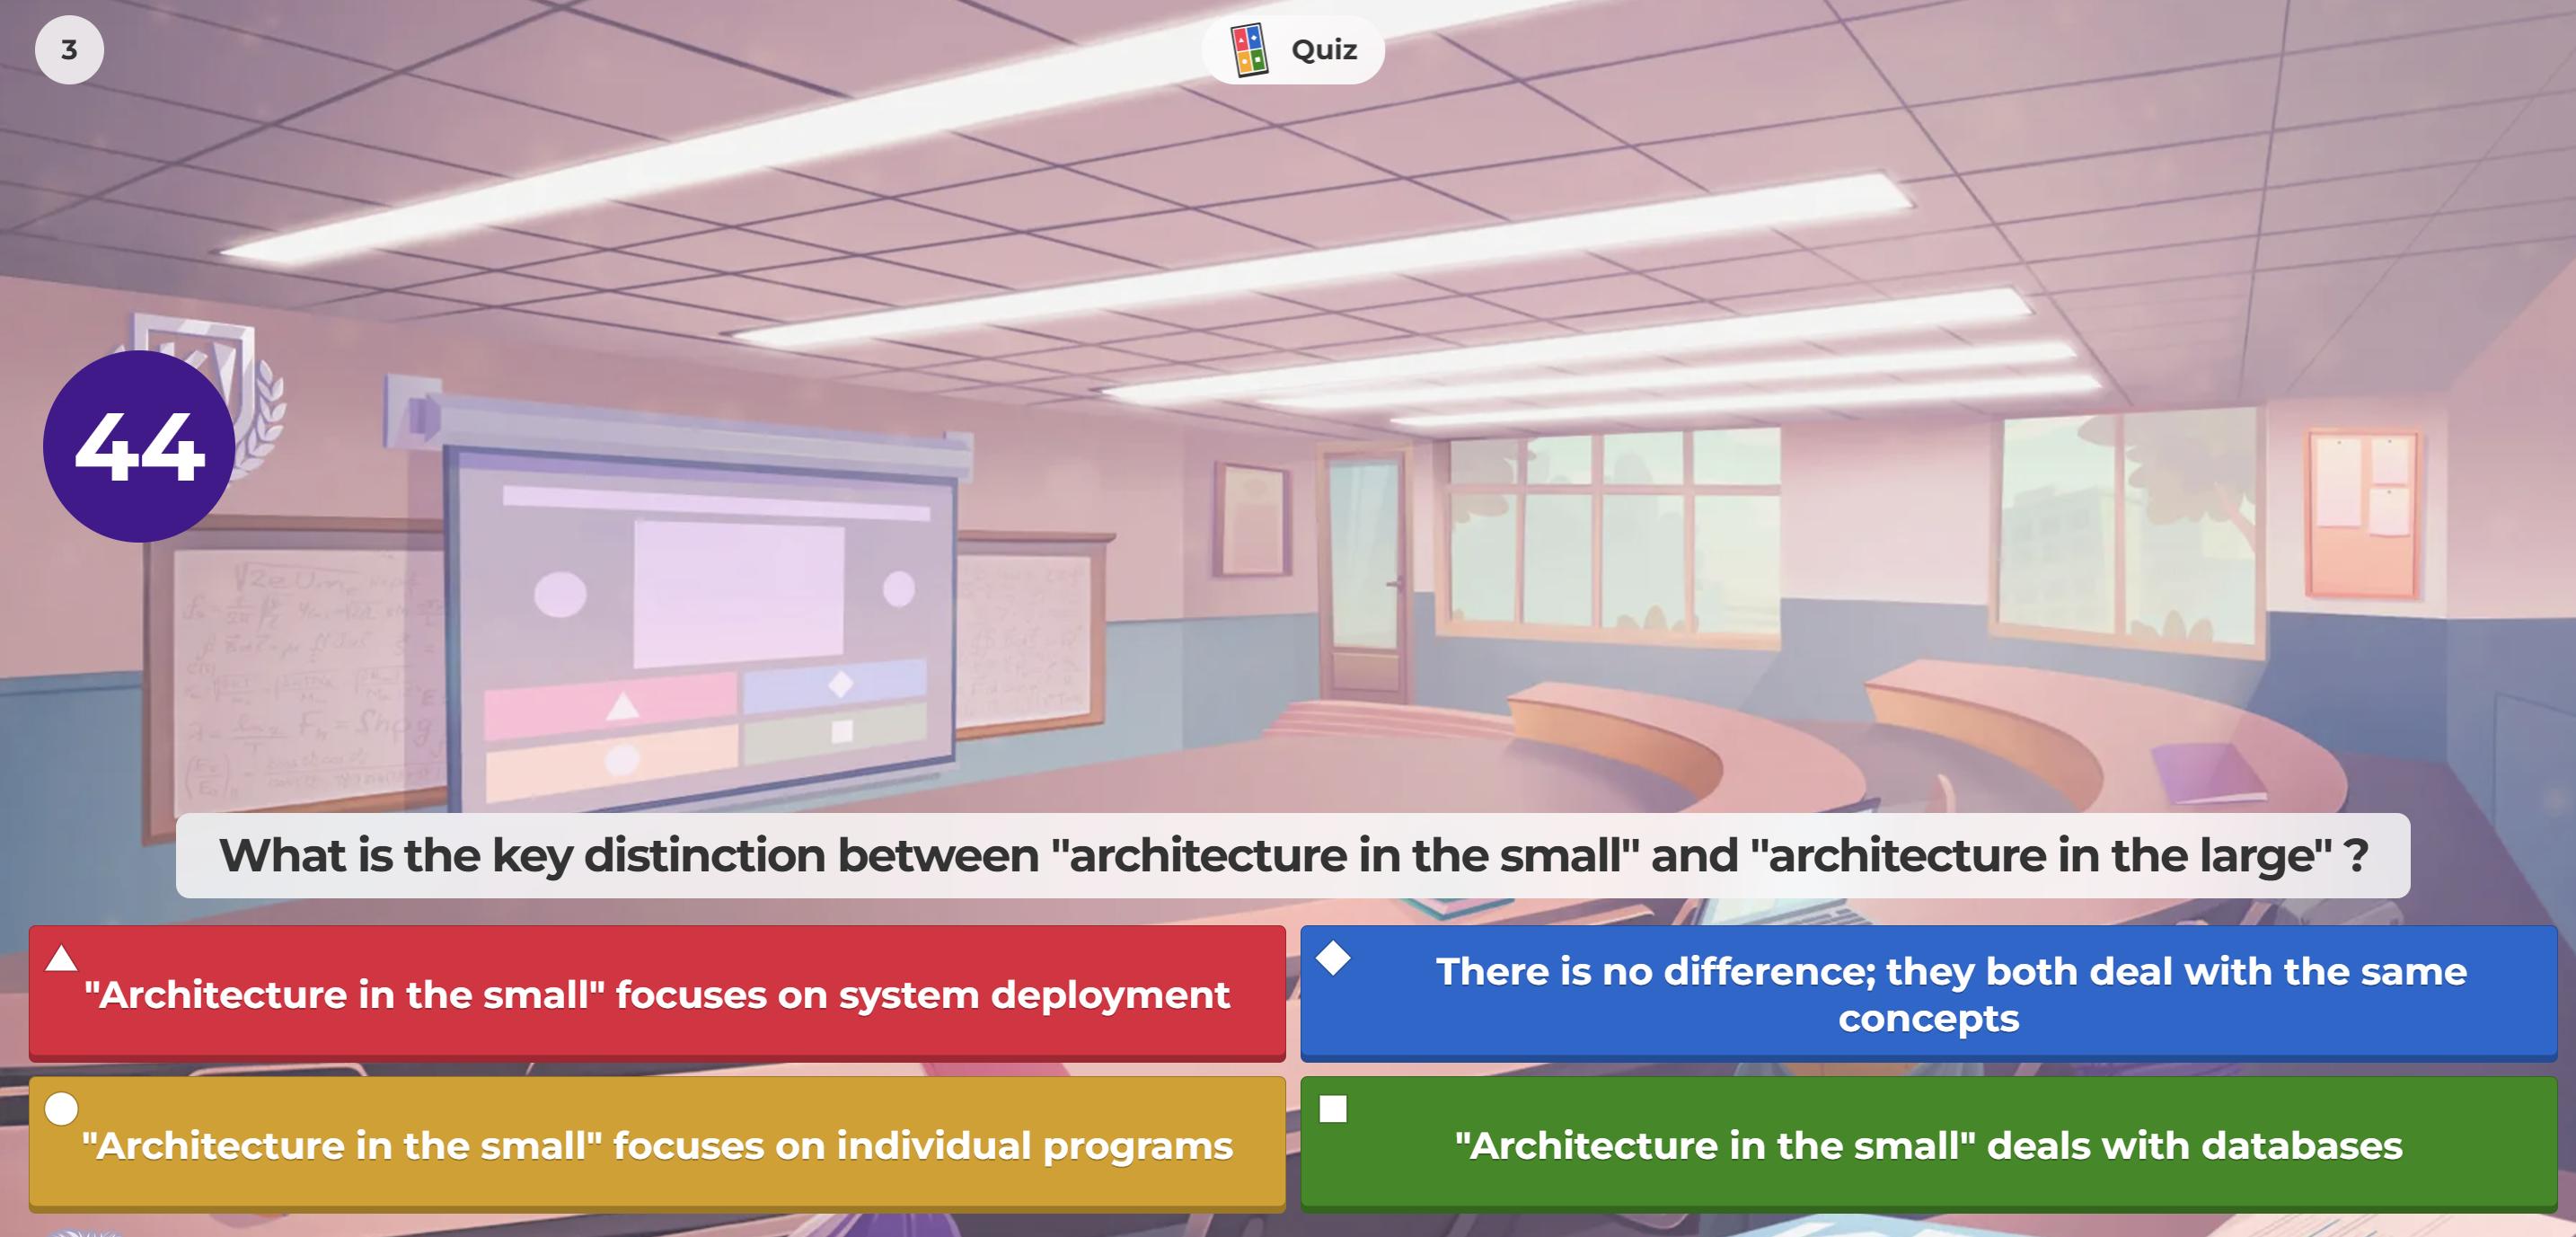 3
Quiz
44
What is the key distinction between "architecture in the small" and "architecture in the large" ?
"Architecture in the small" focuses on system deployment
There is no difference; they both deal with the same
concepts
"Architecture in the small" focuses on individual programs
"Architecture in the small" deals with databases